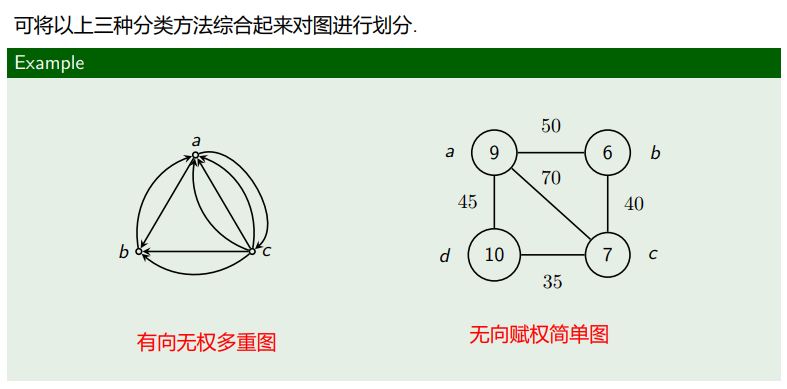 可将以上三种分类方法综合起来对图进行划分.
Example
a
b
c
有向无权多重图
50
a 9 6 b
70
45 40
d 10 7 c
35
无向赋权简单图